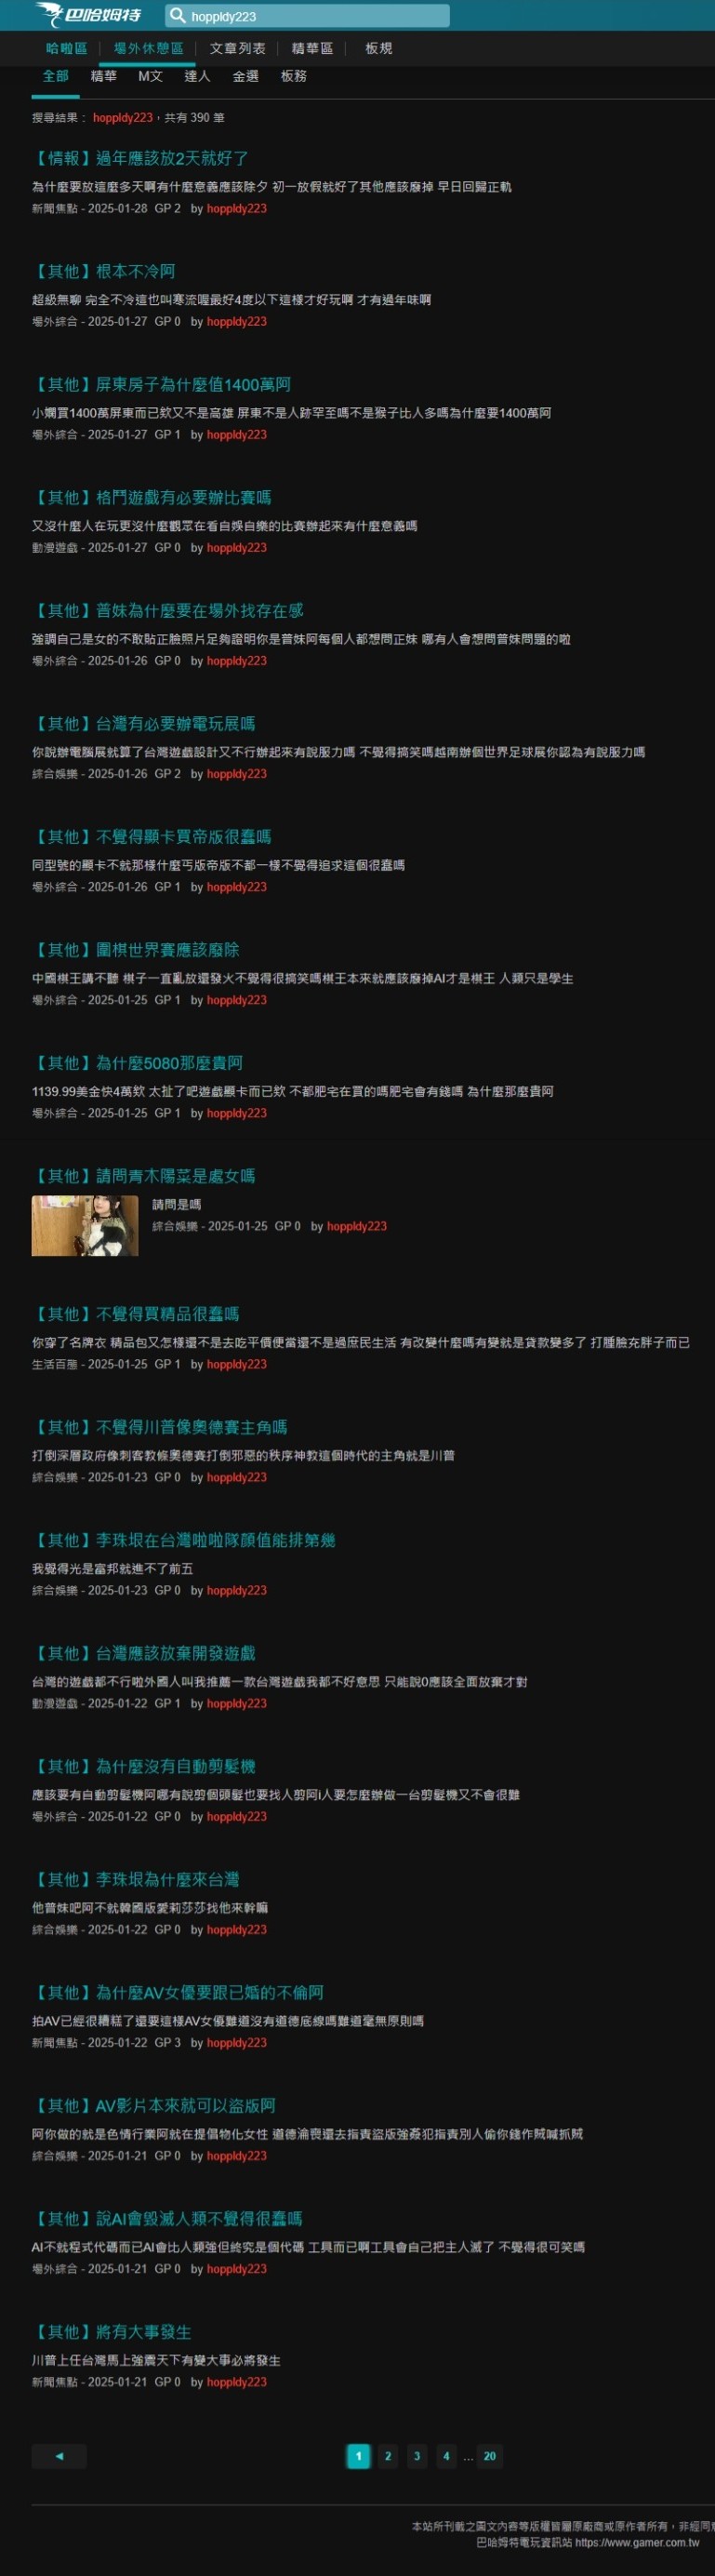 巴哈姆特
hoppldy223
哈啦區 場外休憩區 文章列表 精華區 板規
全部 精華 M文 達人 金選 板務
搜尋結果： hoppldy223，共有 390 筆
【情報】過年應該放2天就好了
為什麼要放這麼多天啊有什麼意義應該除夕 初一放假就好了其他應該廢掉 早日回歸正軌
新聞焦點 - 2025-01-28 GP 2 by hoppldy223
【其他】根本不冷阿
超級無聊 完全不冷這也叫寒流喔最好4度以下這樣才好玩啊 才有過年味啊
場外綜合 - 2025-01-27 GP 0 by hoppldy223
【其他】屏東房子為什麼值1400萬阿
小嫻買1400萬屏東而已欸又不是高雄 屏東不是人跡罕至嗎不是猴子比人多嗎為什麼要1400萬阿
場外綜合 - 2025-01-27 GP 1 by hoppldy223
【其他】格鬥遊戲有必要辦比賽嗎
又沒什麼人在玩更沒什麼觀眾在看自娛自樂的比賽辦起來有什麼意義嗎
動漫遊戲 - 2025-01-27 GP 0 by hoppldy223
【其他】普妹為什麼要在場外找存在感
強調自己是女的不敢貼正臉照片足夠證明你是普妹阿每個人都想問正妹 哪有人會想問普妹問題的啦
場外綜合 - 2025-01-26 GP 0 by hoppldy223
【其他】台灣有必要辦電玩展嗎
你說辦電腦展就算了台灣遊戲設計又不行辦起來有說服力嗎 不覺得搞笑嗎越南辦個世界足球展你認為有說服力嗎
綜合娛樂 - 2025-01-26 GP 2 by hoppldy223
【其他】不覺得顯卡買帝版很蠢嗎
同型號的顯卡不就那樣什麼丐版帝版不都一樣不覺得追求這個很蠢嗎
場外綜合 - 2025-01-26 GP 1 by hoppldy223
【其他】圍棋世界賽應該廢除
中國棋王講不聽 棋子一直亂放還發火不覺得很搞笑嗎棋王本來就應該廢掉AI才是棋王 人類只是學生
場外綜合 - 2025-01-25 GP 1 by hoppldy223
【其他】為什麼5080那麼貴阿
1139.99美金快4萬欸 太扯了吧遊戲顯卡而已欸 不都肥宅在買的嗎肥宅會有錢嗎 為什麼那麼貴阿
場外綜合 - 2025-01-25 GP 1 by hoppldy223
【其他】請問青木陽菜是處女嗎
請問是嗎
綜合娛樂 - 2025-01-25 GP 0 by hoppldy223
【其他】不覺得買精品很蠢嗎
你穿了名牌衣 精品包又怎樣還不是去吃平價便當還不是過庶民生活 有改變什麼嗎有變就是貸款變多了 打腫臉充胖子而已
生活百態 - 2025-01-25 GP 1 by hoppldy223
【其他】不覺得川普像奧德賽主角嗎
打倒深層政府像刺客教條奧德賽打倒邪惡的秩序神教這個時代的主角就是川普
綜合娛樂 - 2025-01-23 GP 0 by hoppldy223
【其他】李珠垠在台灣啦啦隊顏值能排第幾
我覺得光是富邦就進不了前五
綜合娛樂 - 2025-01-23 GP 0 by hoppldy223
【其他】台灣應該放棄開發遊戲
台灣的遊戲都不行啦外國人叫我推薦一款台灣遊戲我都不好意思 只能說0應該全面放棄才對
動漫遊戲 - 2025-01-22 GP 1 by hoppldy223
【其他】為什麼沒有自動剪髮機
應該要有自動剪髮機阿哪有說剪個頭髮也要找人剪阿i人要怎麼辦做一台剪髮機又不會很難
場外綜合 - 2025-01-22 GP 0 by hoppldy223
【其他】李珠垠為什麼來台灣
他普妹吧阿不就韓國版愛莉莎莎找他來幹嘛
綜合娛樂 - 2025-01-22 GP 0 by hoppldy223
【其他】為什麼AV女優要跟已婚的不倫阿
拍AV已經很糟糕了還要這樣AV女優難道沒有道德底線嗎難道毫無原則嗎
新聞焦點 - 2025-01-22 GP 3 by hoppldy223
【其他】AV影片本來就可以盜版阿
阿你做的就是色情行業阿就在提倡物化女性 道德淪喪還去指責盜版強姦犯指責別人偷你錢作賊喊抓賊
綜合娛樂 - 2025-01-21 GP 0 by hoppldy223
【其他】說AI會毀滅人類不覺得很蠢嗎
AI不就程式代碼而已AI會比人類強但終究是個代碼 工具而已啊工具會自己把主人滅了 不覺得很可笑嗎
場外綜合 - 2025-01-21 GP 0 by hoppldy223
【其他】將有大事發生
川普上任台灣馬上強震天下有變大事必將發生
新聞焦點 - 2025-01-21 GP 0 by hoppldy223
◄ 1 2 3 4 ... 20
本站所刊載之圖文內容等版權皆屬原廠商或原作者所有，非經同意
巴哈姆特電玩資訊站 https://www.gamer.com.tw